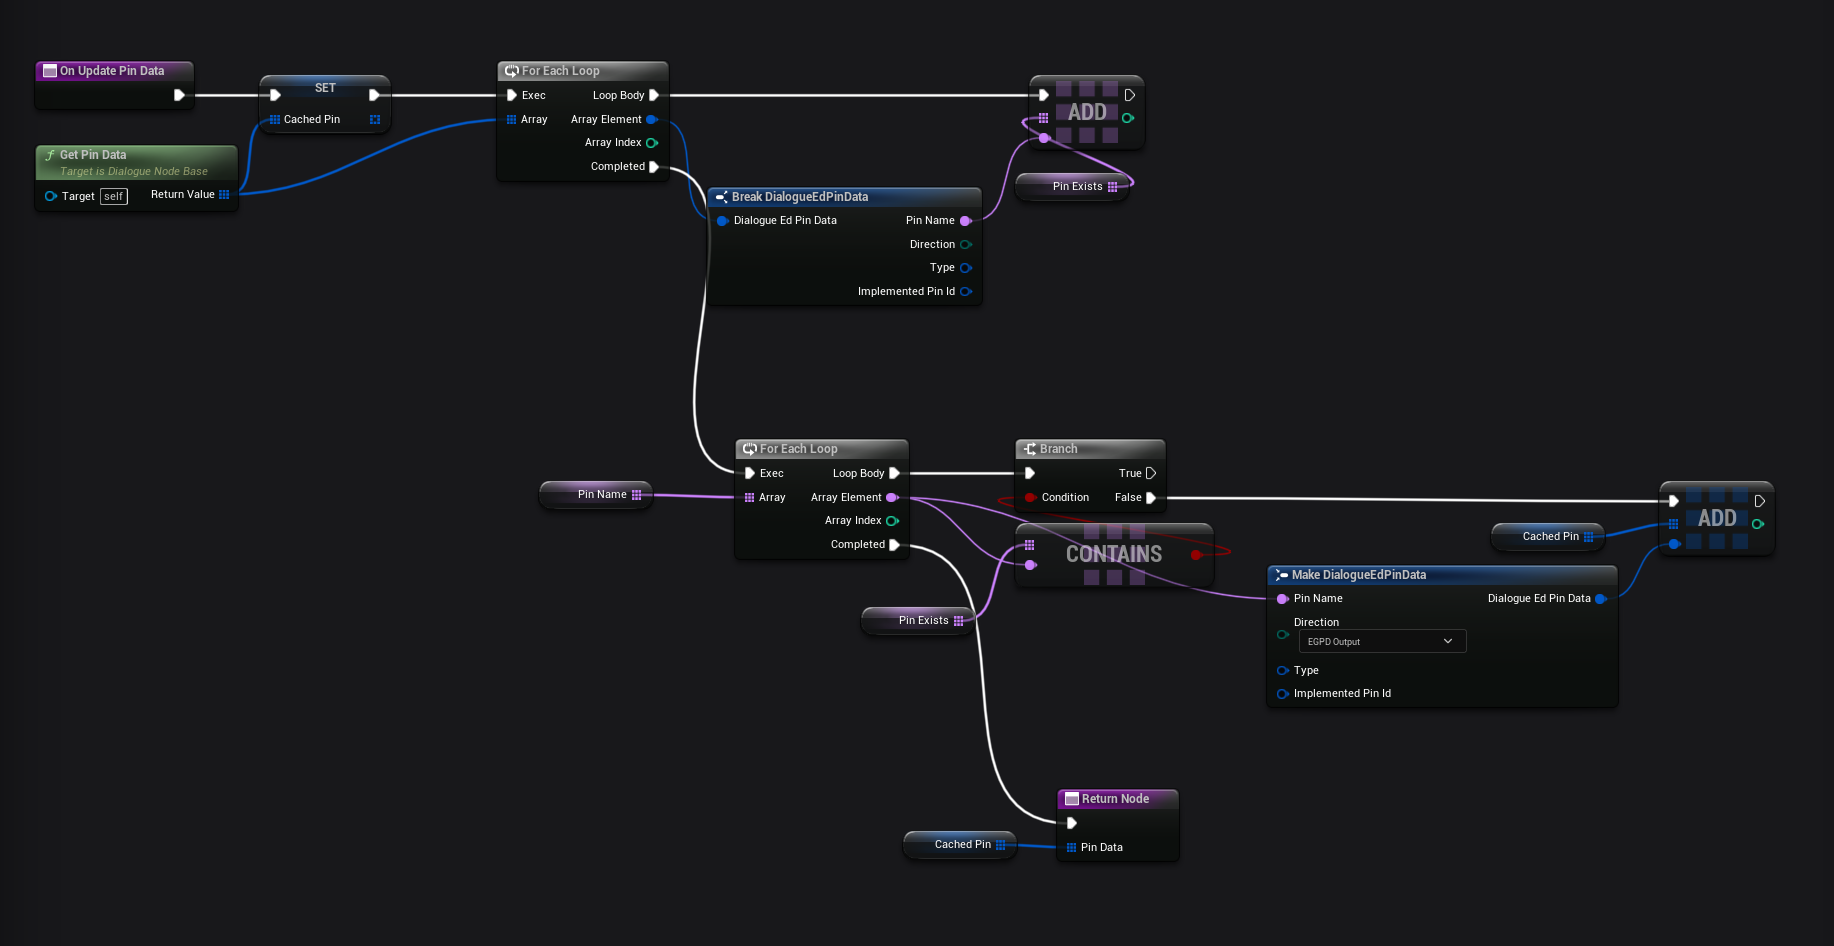 On Update Pin Data
SET
Cached Pin
Get Pin Data
Target is Dialogue Node Base
Target self Return Value
For Each Loop
Exec Loop Body
Array Array Element
Array Index
Completed
ADD
Pin Exists
Break DialogueEdPinData
Dialogue Ed Pin Data Pin Name
Direction
Type
Implemented Pin Id
Pin Name
For Each Loop
Exec Loop Body
Array Array Element
Array Index
Completed
Branch
True
Condition False
CONTAINS
Pin Exists
Cached Pin
ADD
Make DialogueEdPinData
Pin Name Dialogue Ed Pin Data
Direction
EGPD Output
Type
Implemented Pin Id
Return Node
Cached Pin
Pin Data